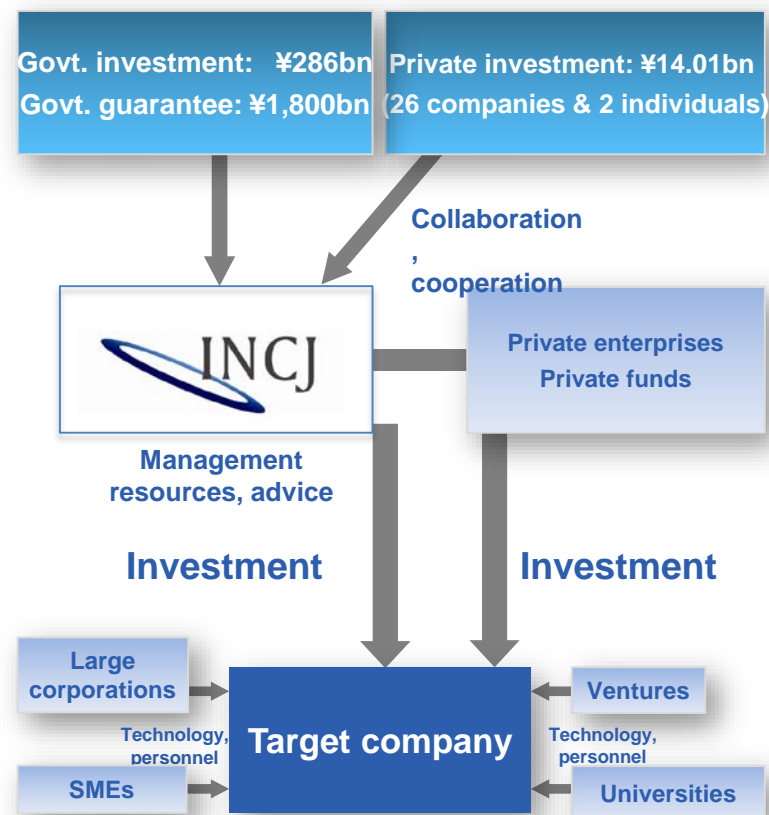 Govt. investment: ¥286bn
Govt. guarantee: ¥1,800bn
Private investment: ¥14.01bn
(26 companies & 2 individuals)
Collaboration
,
cooperation
INCJ
Private enterprises
Private funds
Management
resources, advice
Investment
Investment
Large
corporations
Ventures
Technology,
personnel
Target company
Technology,
personnel
SMEs
Universities